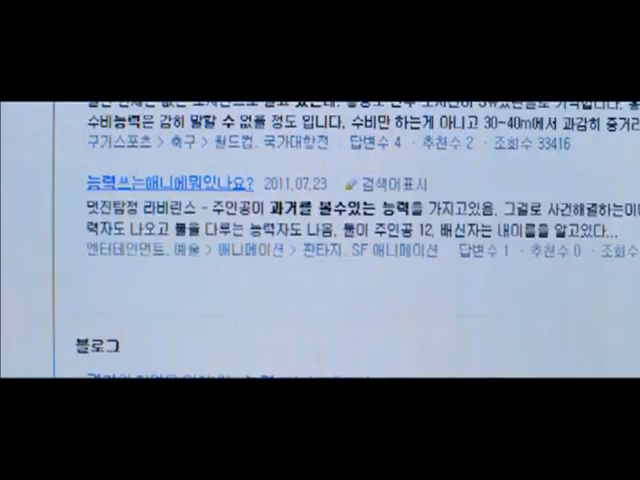 수비능력은 감히 말할 수 없을 정도 입니다. 수비만 하는게 아니고 30~40m에서 과감히 중거리
구기스포츠 > 축구 > 월드컵, 국가대항전 답변수 4 · 추천수 2 · 조회수 33416
능력쓰는애니에뭐있나요? 2011.07.23 검색어표시
멋진탐정 라비린스 - 주인공이 과거를 볼수있는 능력을 가지고있음. 그걸로 사건해결하는이야
력자도 나오고 불을 다루는 능력자도 나옴. 둘이 주인공 12. 배신자는 내이름을 알고있다...
엔터테인먼트, 예술 > 애니메이션 > 판타지, SF 애니메이션 답변수 1 · 추천수 0 · 조회수
블로그